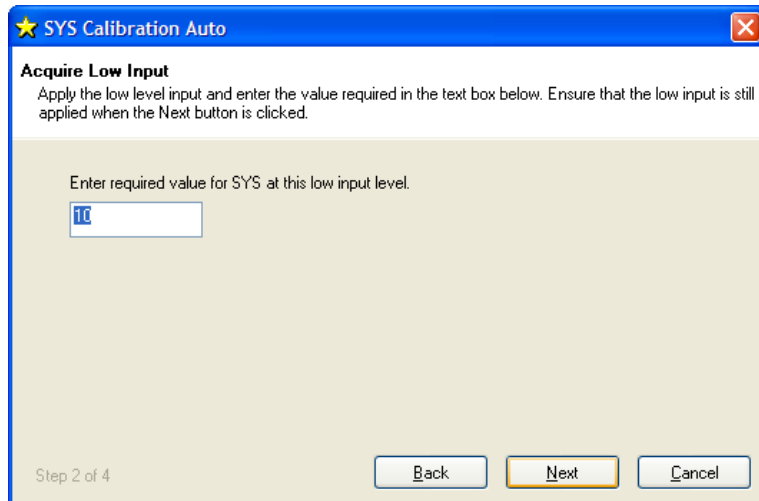 SYS Calibration Auto
Acquire Low Input
Apply the low level input and enter the value required in the text box below. Ensure that the low input is still
applied when the Next button is clicked.
Enter required value for SYS at this low input level.
10
Step 2 of 4
Back
Next
Cancel